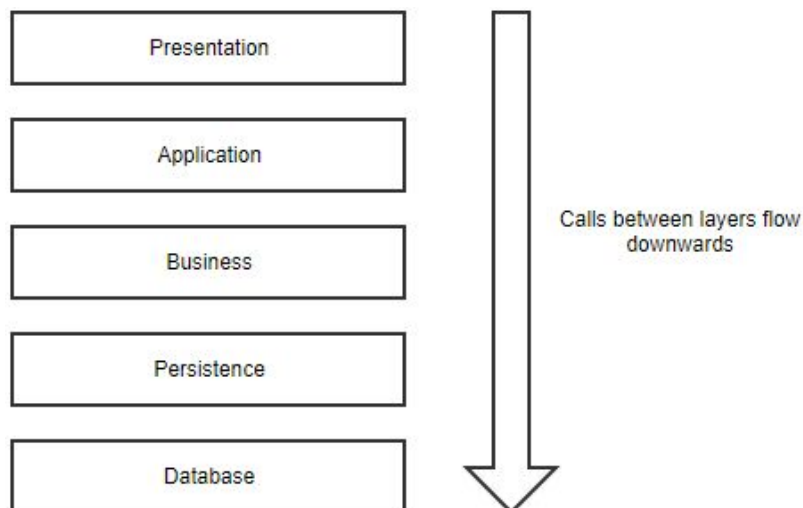 Presentation
Application
Calls between layers flow
downwards
Business
Persistence
Database